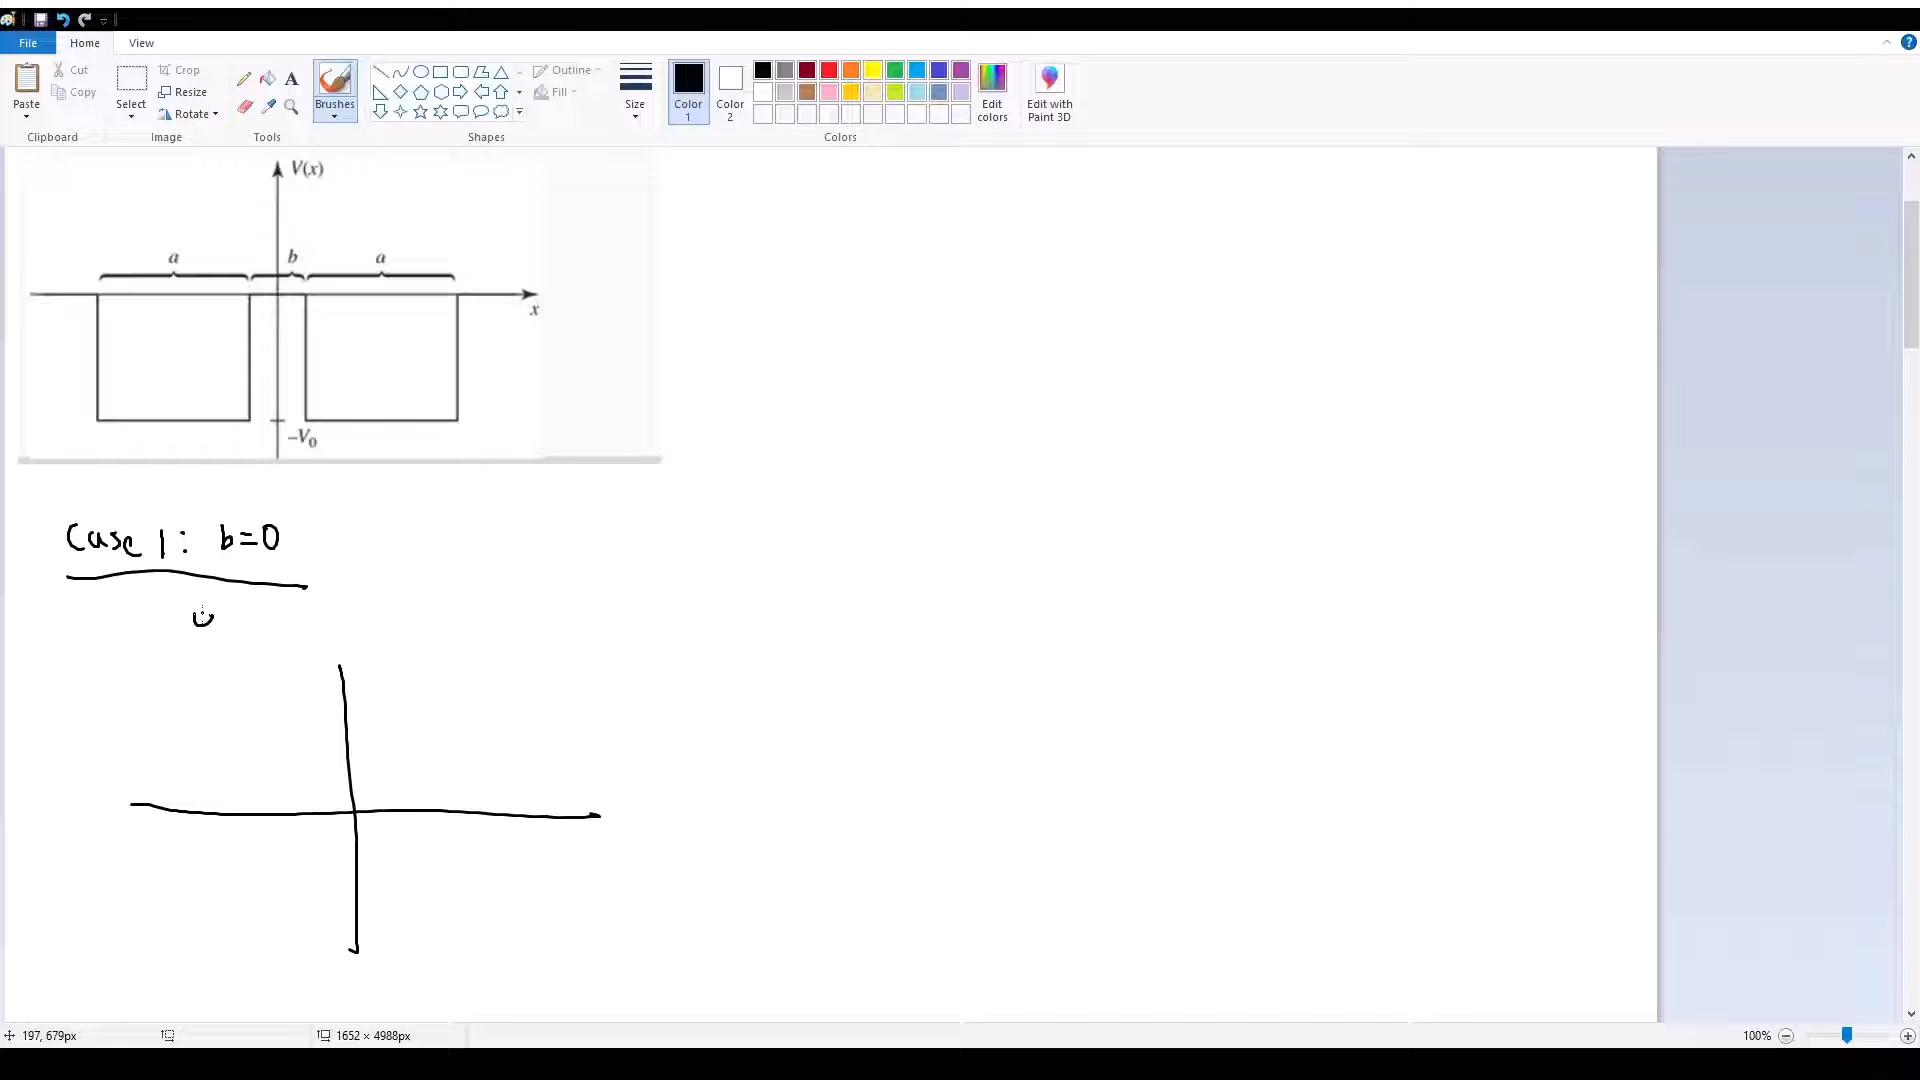 File Home View
Paste
Cut
Copy
Clipboard
Select
Crop
Resize
Rotate
Image
A
Tools
Brushes
Shapes
Outline
Fill
Size
Color 1
Color 2
Edit colors
Edit with Paint 3D
Colors
V(x)
a b a
x
–V0
Case 1: b=0
197, 679px
1652 × 4988px
100%